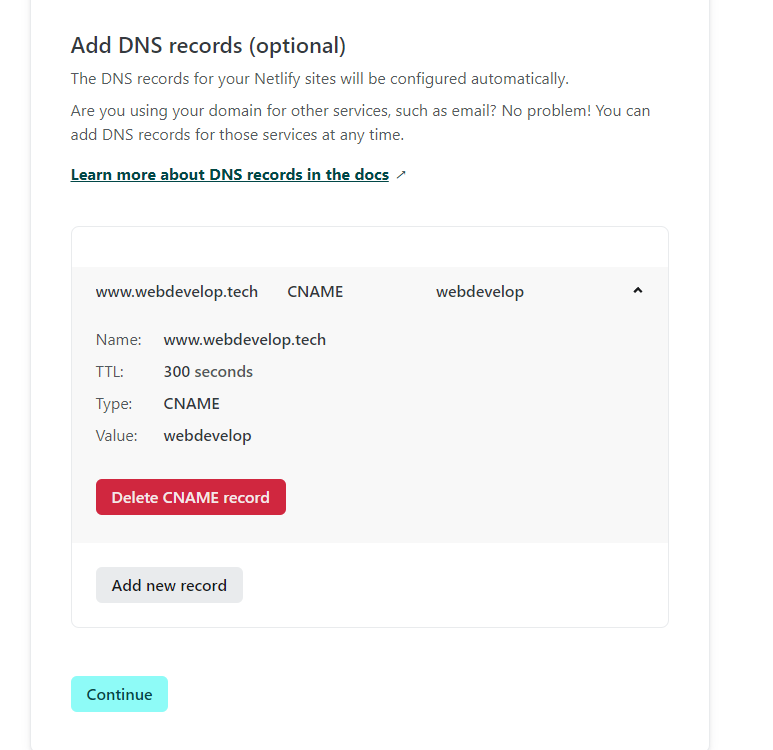 Add DNS records (optional)
The DNS records for your Netlify sites will be configured automatically.
Are you using your domain for other services, such as email? No problem! You can
add DNS records for those services at any time.
Learn more about DNS records in the docs ↗
www.webdevelop.tech CNAME webdevelop
Name: www.webdevelop.tech
TTL: 300 seconds
Type: CNAME
Value: webdevelop
Delete CNAME record
Add new record
Continue